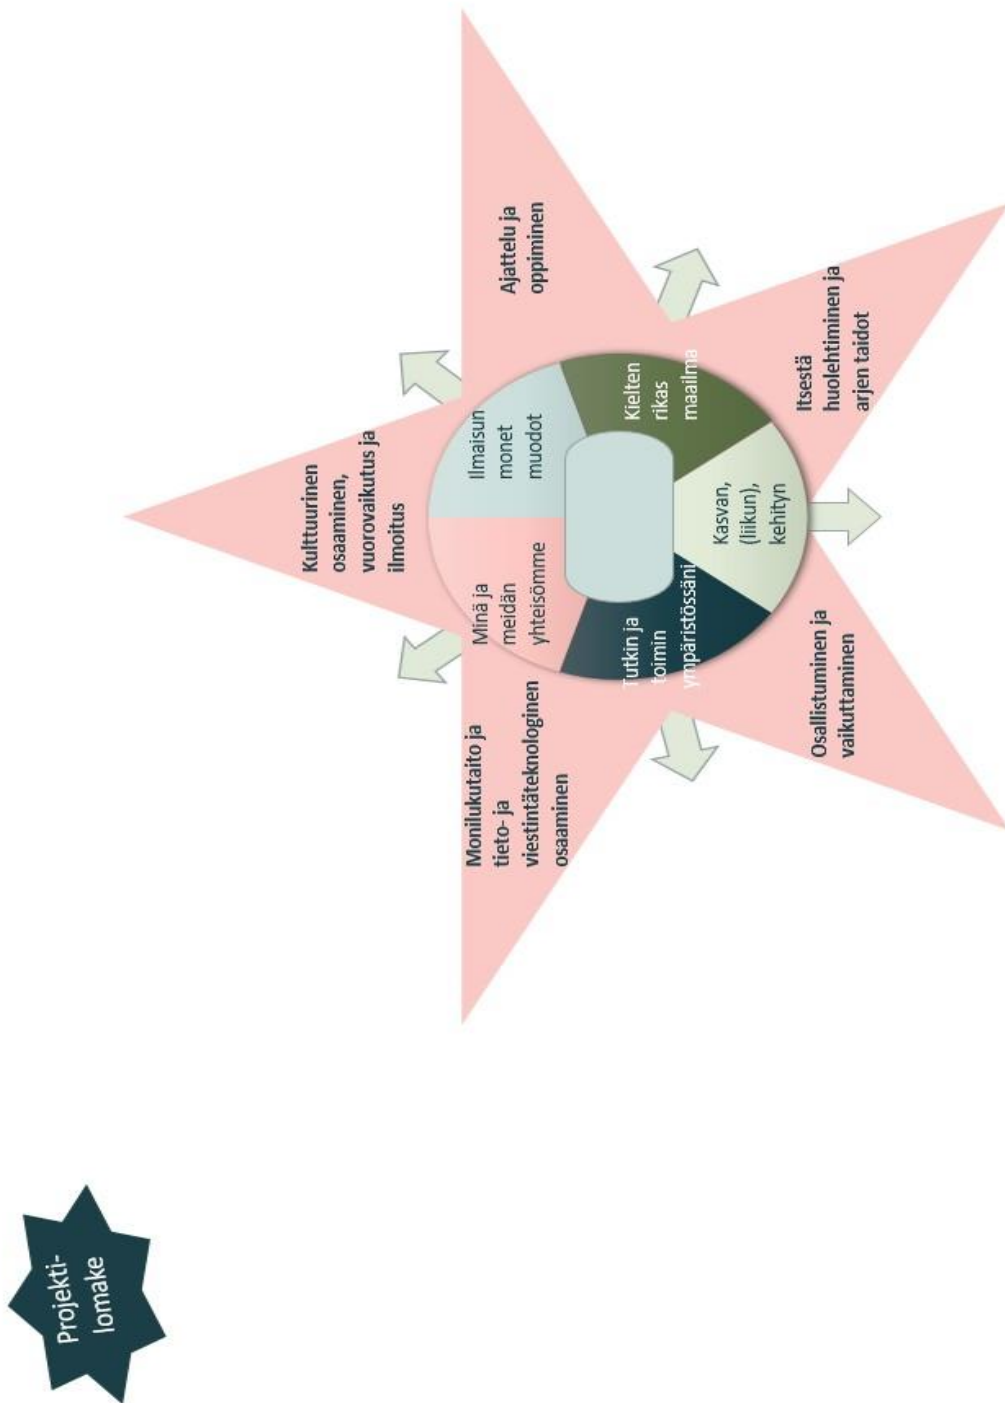 Projekti-
lomake
Kulttuurinen
osaaminen,
vuorovaikutus ja
ilmoitus
Monilukutaito ja
tieto- ja
viestintäteknologinen
osaaminen
Ajattelu ja
oppiminen
Minä ja
meidän
yhteisömme
Ilmaisun
monet
muodot
Tutkin ja
toimin
ympäristössäni
Kielten
rikas
maailma
Kasvan,
(liikun),
kehityn
Osallistuminen ja
vaikuttaminen
Itsestä
huolehtiminen ja
arjen taidot